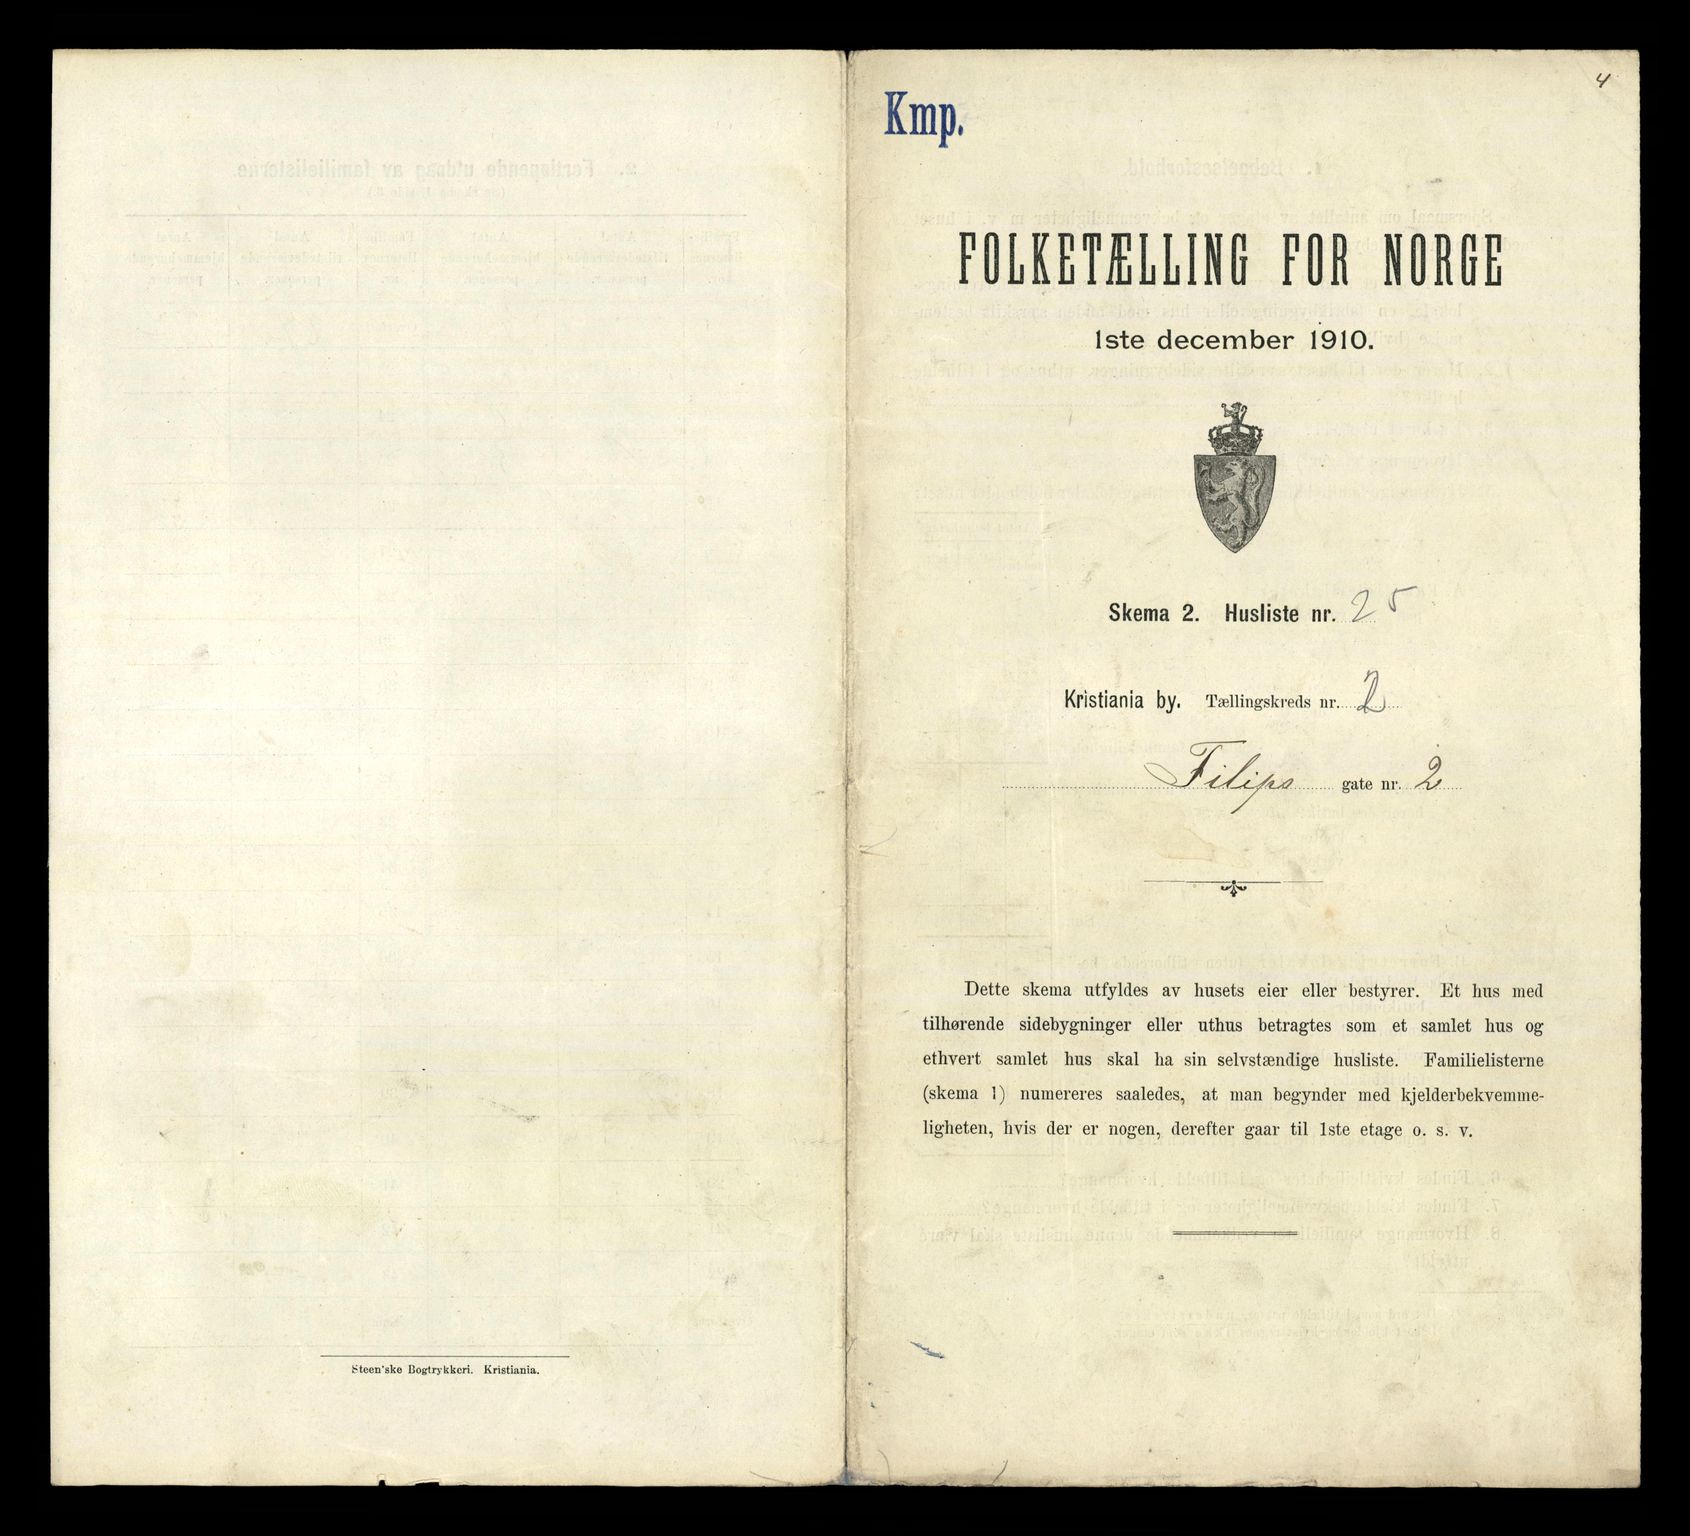 Steen'ske Bogtrykkeri. Kristiania.
4
Kmp.
FOLKETÆLLING FOR NORGE
1ste december 1910.
Skema 2. Husliste nr. 25
Kristiania by. Tællingskreds nr. 2
Filips gate nr. 2
Dette skema utfyldes av husets eier eller bestyrer. Et hus med
tilhørende sidebygninger eller uthus betragtes som et samlet hus og
ethvert samlet hus skal ha sin selvstændige husliste. Familielisterne
(skema 1) numereres saaledes, at man begynder med kjelderbekvemme-
ligheten, hvis der er nogen, derefter gaar til 1ste etage o. s. v.